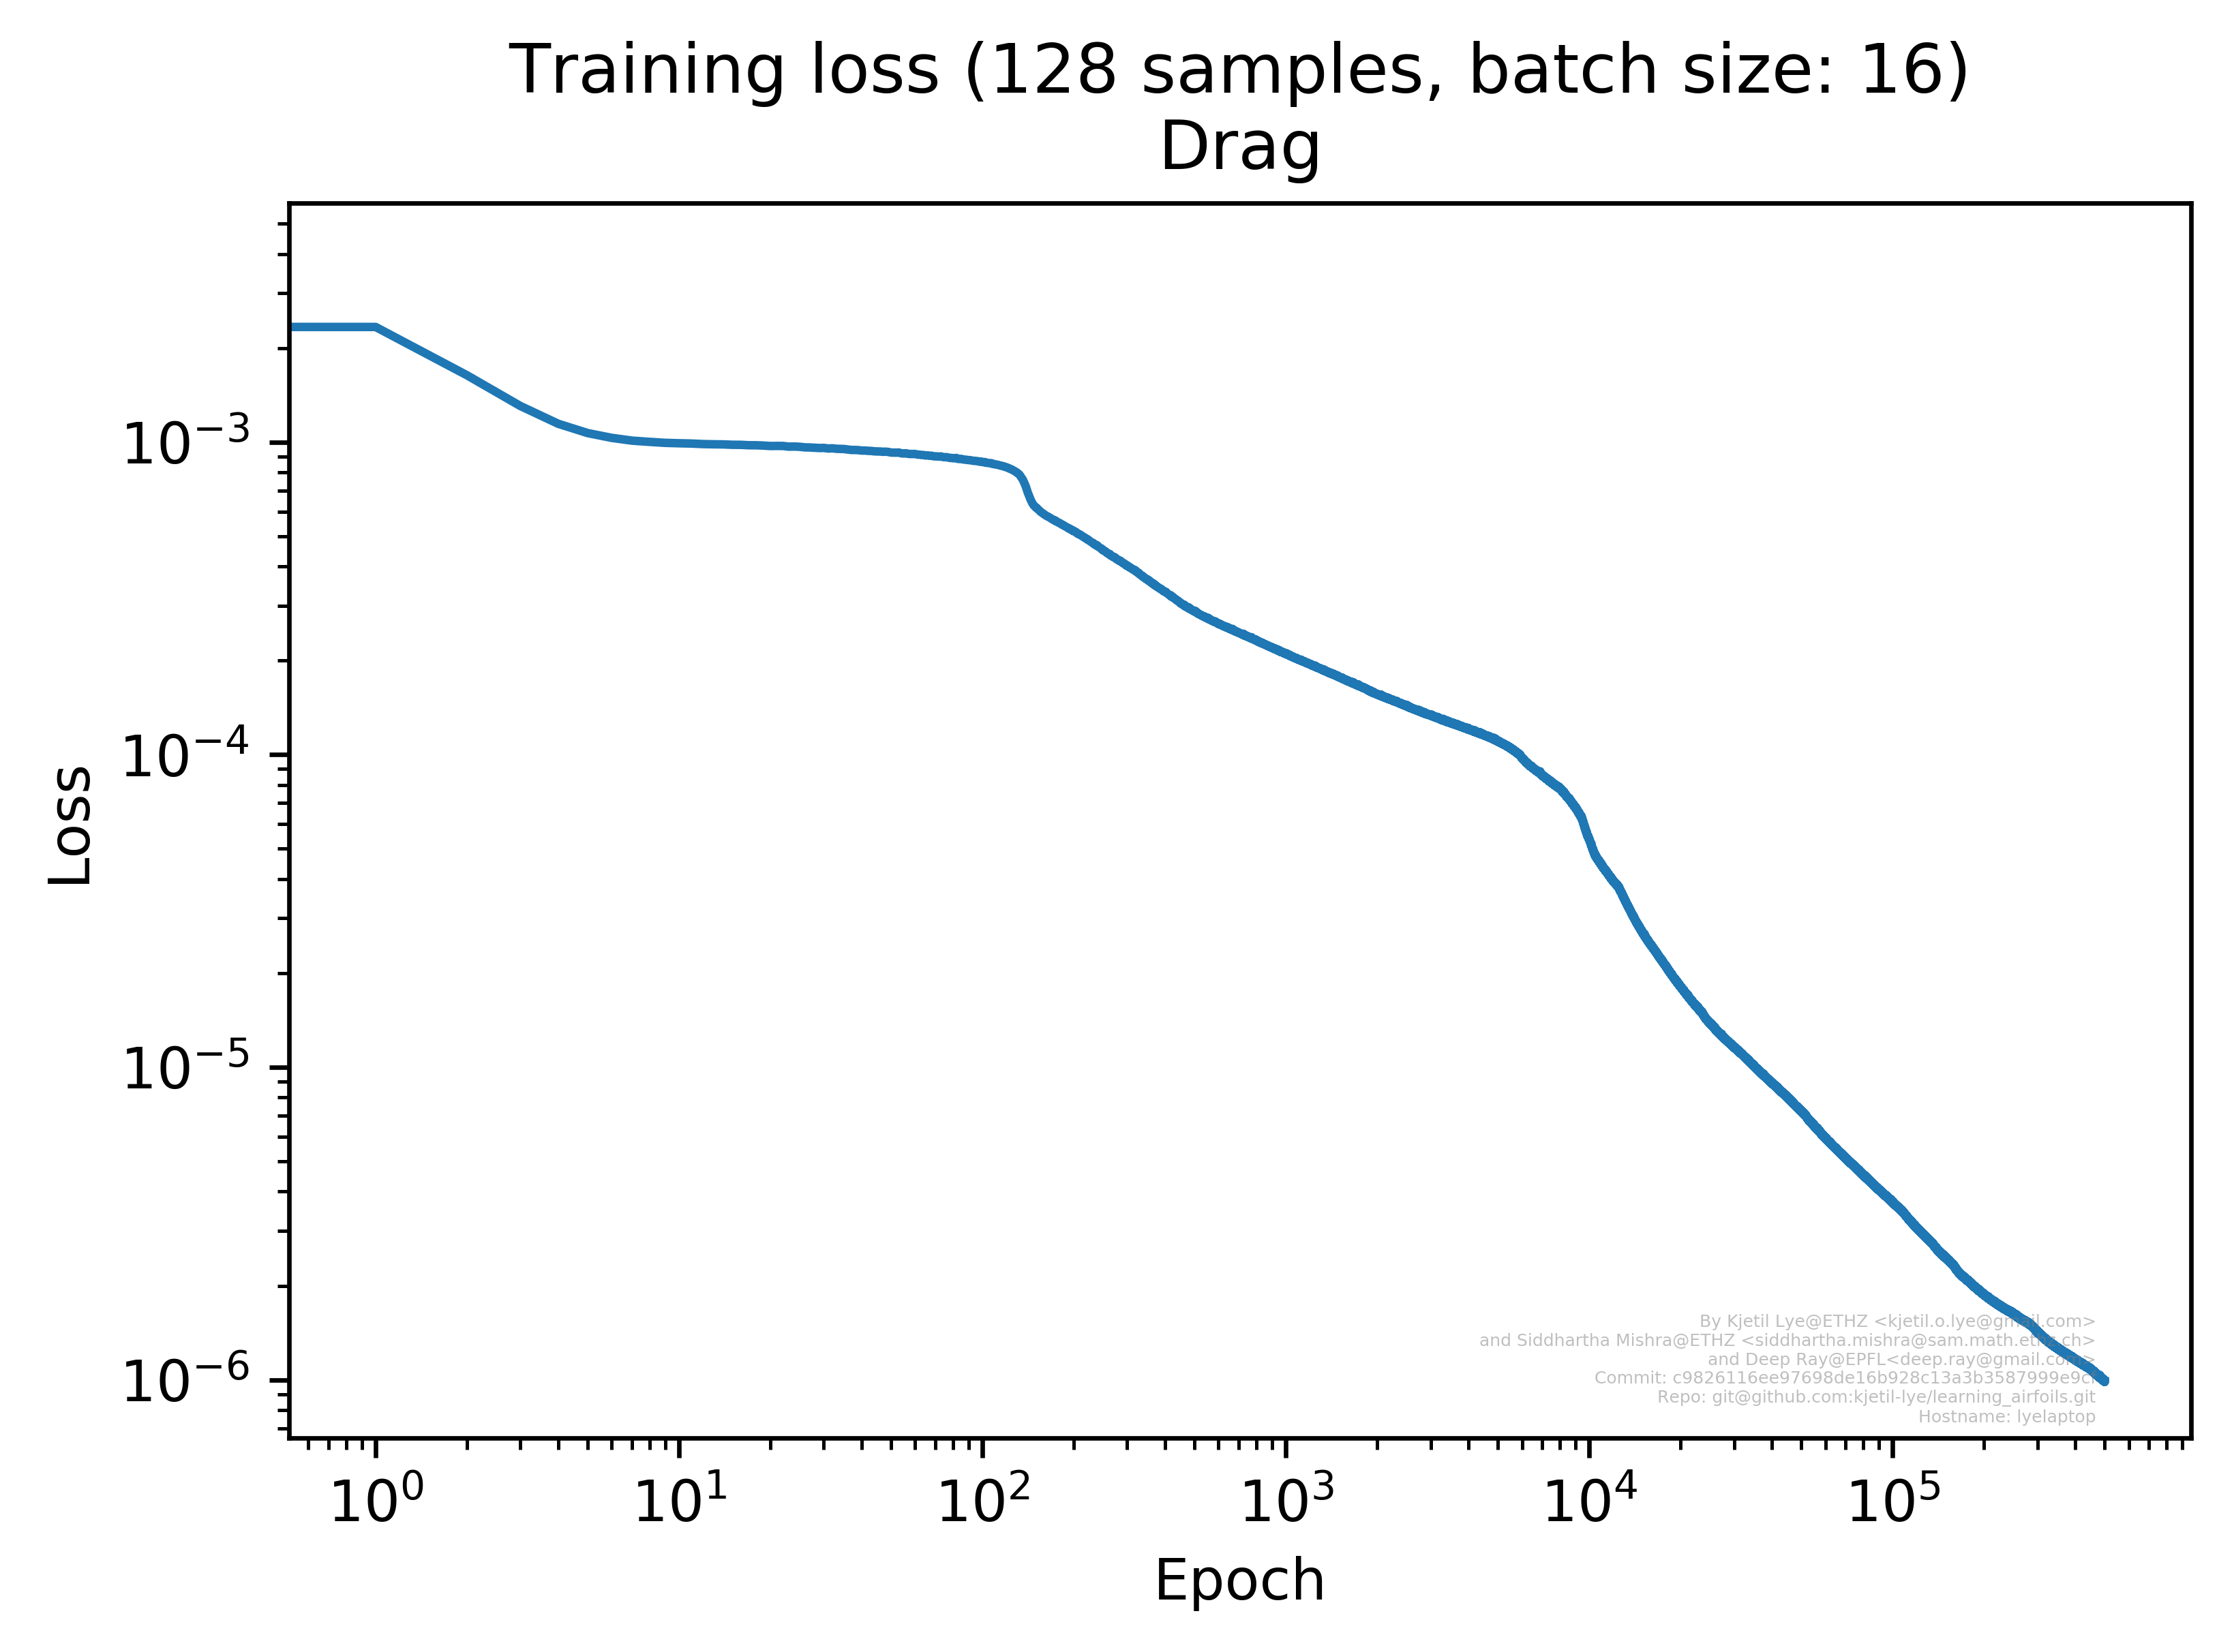 Training loss (128 samples, batch size: 16)
Drag
Loss
10⁻³
10⁻⁴
10⁻⁵
10⁻⁶
By Kjetil Lye@ETHZ <kjetil.o.lye@gmail.com>
and Siddhartha Mishra@ETHZ <siddhartha.mishra@sam.math.ethz.ch>
and Deep Ray@EPFL<deep.ray@gmail.com>
Commit:
Repo: git@github.com:kjetil-lye/learning_airfoils.git
Hostname: lyelaptop
10⁰ 10¹ 10² 10³ 10⁴ 10⁵
Epoch